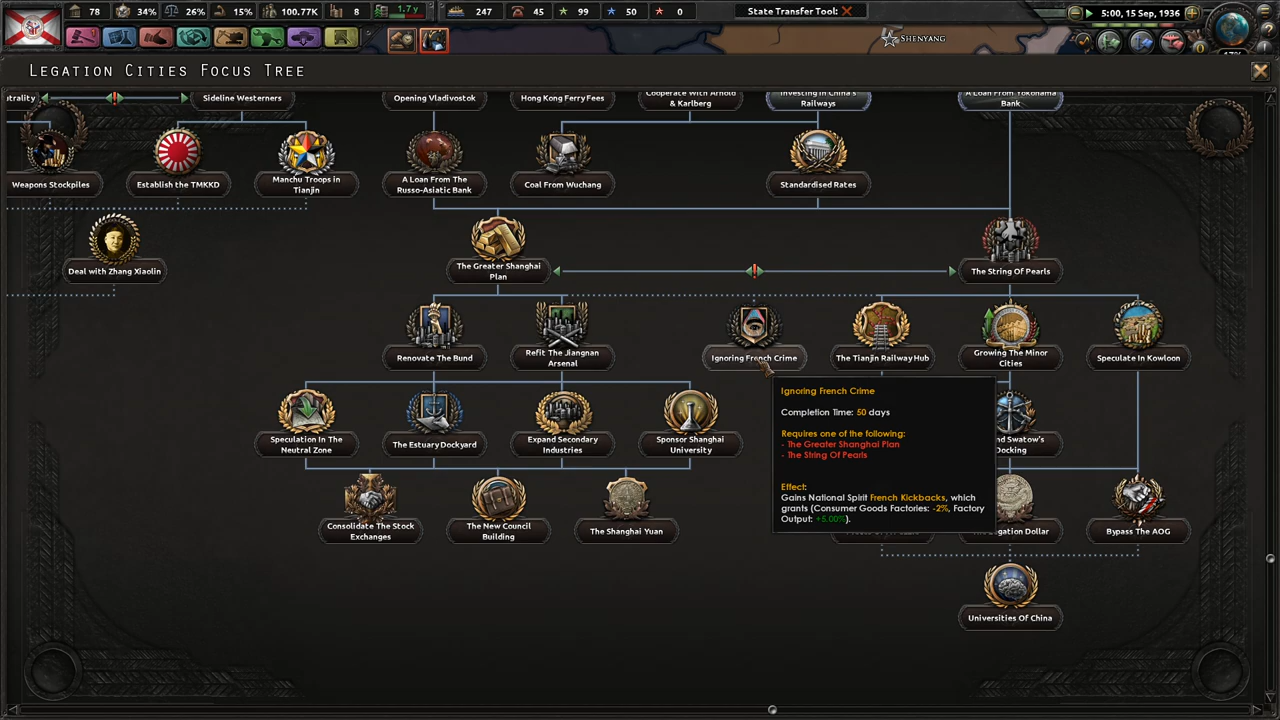 78 34% 26% 15% 100.77K 8 1.7 y 247 45 99 50 0 State Transfer Tool: 5:00, 15 Sep, 1936
SHENYANG
LEGATION CITIES FOCUS TREE
utrality Sideline Westerners Opening Vladivostok Hong Kong Ferry Fees Cooperate With Arnold & Karlberg Investing In China's Railways A Loan From Yokohama Bank
Weapons Stockpiles Establish the TMKKD Manchu Troops in Tianjin A Loan From The Russo-Asiatic Bank Coal From Wuchang Standardised Rates
Deal with Zhang Xiaolin The Greater Shanghai Plan The String Of Pearls
Renovate The Bund Refit The Jiangnan Arsenal Ignoring French Crime The Tianjin Railway Hub Growing The Minor Cities Speculate In Kowloon
Speculation In The Neutral Zone The Estuary Dockyard Expand Secondary Industries Sponsor Shanghai University nd Swatow's Docking
Consolidate The Stock Exchanges The New Council Building The Shanghai Yuan egation Dollar Bypass The AOG
Universities Of China
Ignoring French Crime
Completion Time: 50 days
Requires one of the following:
- The Greater Shanghai Plan
- The String Of Pearls
Effect:
Gains National Spirit French Kickbacks, which
grants (Consumer Goods Factories: -2%, Factory
Output: +5.00%).